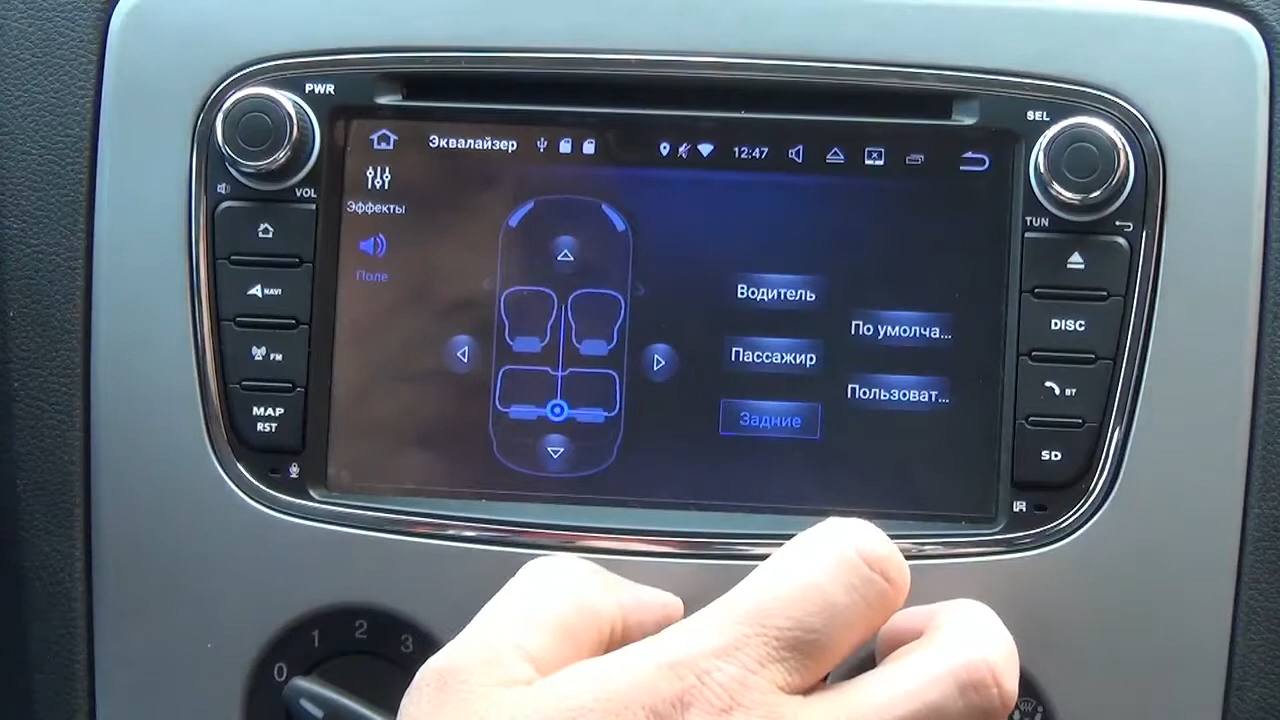 PWR
SEL
Эквалайзер
12:47
VOL
Эффекты
TUN
Поле
NAVI
Водитель
DISC
По умолча...
FM
Пассажир
BT
Пользоват...
MAP
RST
Задние
SD
IR
0
1
2
3